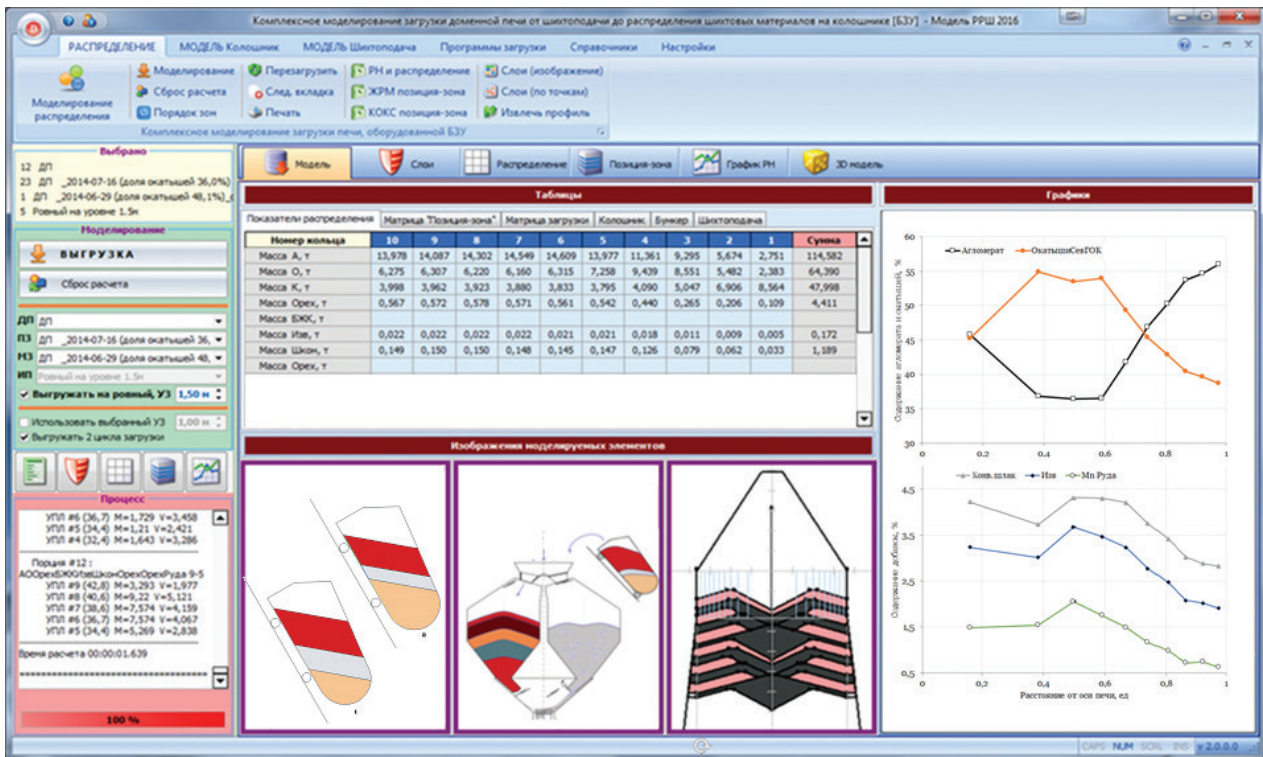 Комплексное моделирование загрузки доменной печи от шихтоподачи до распределения шихтовых материалов на колошнике [БЗУ] - Модель РРШ 2016
РАСПРЕДЕЛЕНИЕ МОДЕЛЬ Колошник МОДЕЛЬ Шихтоподача Программы загрузки Справочники Настройки
Моделирование распределения
Моделирование Перезагрузить РН и распределение Слои (изображение)
Сброс расчета След. вкладка ЖРМ позиция-зона Слои (по точкам)
Порядок зон Печать КОКС позиция-зона Извлечь профиль
Комплексное моделирование загрузки печи, оборудованной БЗУ
Выбрано
12 ДП
23 ДП _2014-07-16 (доля окатышей 36,0%)
1 ДП _2014-06-29 (доля окатышей 48,1%)_с
5 Ровный на уровне 1.5м
Моделирование
ВЫГРУЗКА
Сброс расчета
ДП ДП
ПЗ ДП _2014-07-16 (доля окатышей 36,
МЗ ДП _2014-06-29 (доля окатышей 48,
ИП Ровный на уровне 1.5м
Выгружать на ровный, УЗ 1,50 м
Использовать выбранный УЗ 1,00 м
Выгружать 2 цикла загрузки
Процесс
УПЛ #6 (36,7) M=1,729 V=3,458
УПЛ #5 (34,4) M=1,21 V=2,421
УПЛ #4 (32,4) M=1,643 V=3,286
Порция #12 :
АООрехБЖКИзвШконОрехОрехРуда 9-5
УПЛ #9 (42,8) M=3,293 V=1,977
УПЛ #8 (40,6) M=9,22 V=5,121
УПЛ #7 (38,6) M=7,574 V=4,159
УПЛ #6 (36,7) M=7,574 V=4,067
УПЛ #5 (34,4) M=5,269 V=2,838
Время расчета 00:00:01.639
100 %
Модель Слои Распределение Позиция-зона График РН 3D модель
Таблицы
Показатели распределения Матрица "Позиция-зона" Матрица загрузки Колошник Бункер Шихтоподача
Номер кольца 10 9 8 7 6 5 4 3 2 1 Сумма
Масса А, т 13,978 14,087 14,302 14,549 14,609 13,977 11,361 9,295 5,674 2,751 114,582
Масса О, т 6,275 6,307 6,220 6,160 6,315 7,258 9,439 8,551 5,482 2,383 64,390
Масса К, т 3,998 3,962 3,923 3,880 3,833 3,795 4,090 5,047 6,906 8,564 47,998
Масса Орех, т 0,567 0,572 0,578 0,571 0,561 0,542 0,440 0,265 0,206 0,109 4,411
Масса БЖК, т
Масса Изв, т 0,022 0,022 0,022 0,022 0,021 0,021 0,018 0,011 0,009 0,005 0,172
Масса Шкон, т 0,149 0,150 0,150 0,148 0,145 0,147 0,126 0,079 0,062 0,033 1,189
Масса Орех, т
Изображения моделируемых элементов
Графики
Агломерат ОкатышиСевГОК
Содержание агломерата и окатышей, %
60
55
50
45
40
35
30
0 0,2 0,4 0,6 0,8 1
Конв.шлак Изв Mn Руда
Содержание добавок, %
4,5
3,5
2,5
1,5
0,5
0 0,2 0,4 0,6 0,8 1
Расстояние от оси печи, ед
CAPS NUM SCRL INS v 2.0.0.0